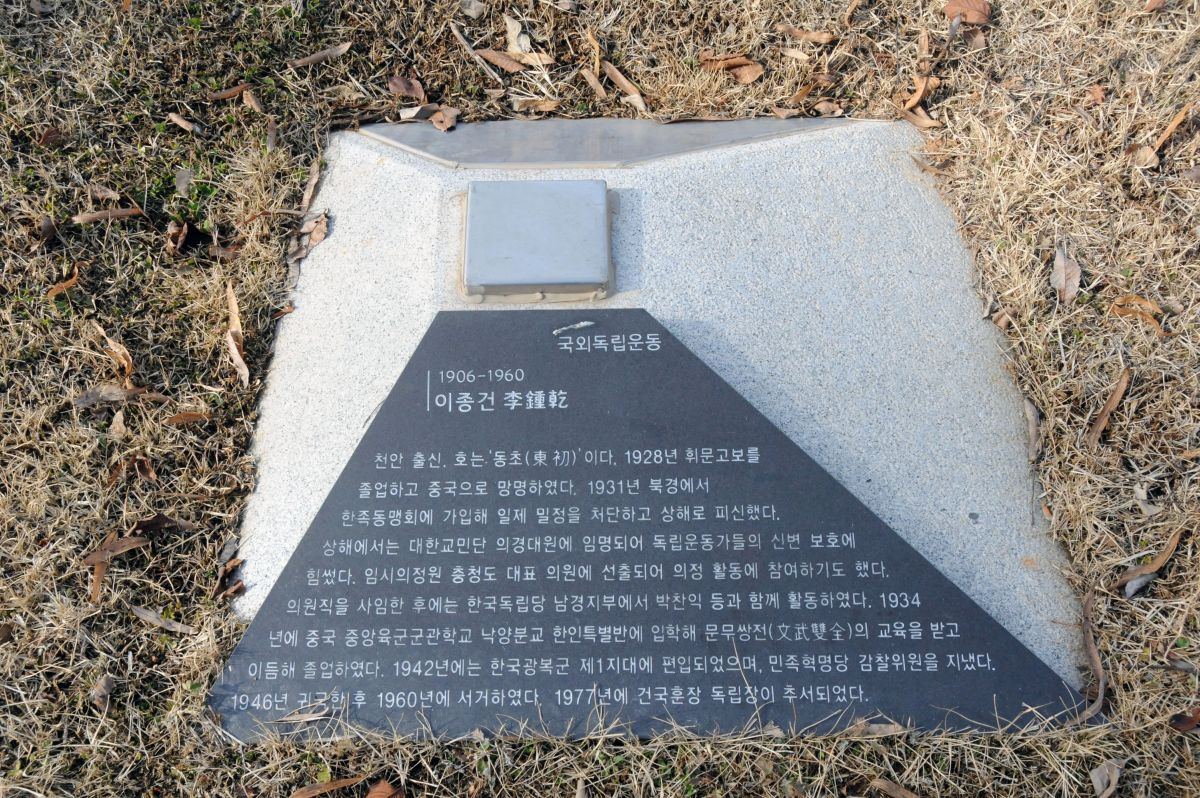 국외독립운동
1906-1960
이종건 李鍾乾
천안 출신. 호는 '동초(東初)'이다. 1928년 휘문고보를
졸업하고 중국으로 망명하였다. 1931년 북경에서
한족동맹회에 가입해 일제 밀정을 처단하고 상해로 피신했다.
상해에서는 대한교민단 의경대원에 임명되어 독립운동가들의 신변 보호에
힘썼다. 임시의정원 충청도 대표 의원에 선출되어 의정 활동에 참여하기도 했다.
의원직을 사임한 후에는 한국독립당 남경지부에서 박찬익 등과 함께 활동하였다. 1934
년에 중국 중앙육군군관학교 낙양분교 한인특별반에 입학해 문무쌍전(文武雙全)의 교육을 받고
이듬해 졸업하였다. 1942년에는 한국광복군 제1지대에 편입되었으며, 민족혁명당 감찰위원을 지냈다.
1946년 귀국한 후 1960년에 서거하였다. 1977년에 건국훈장 독립장이 추서되었다.